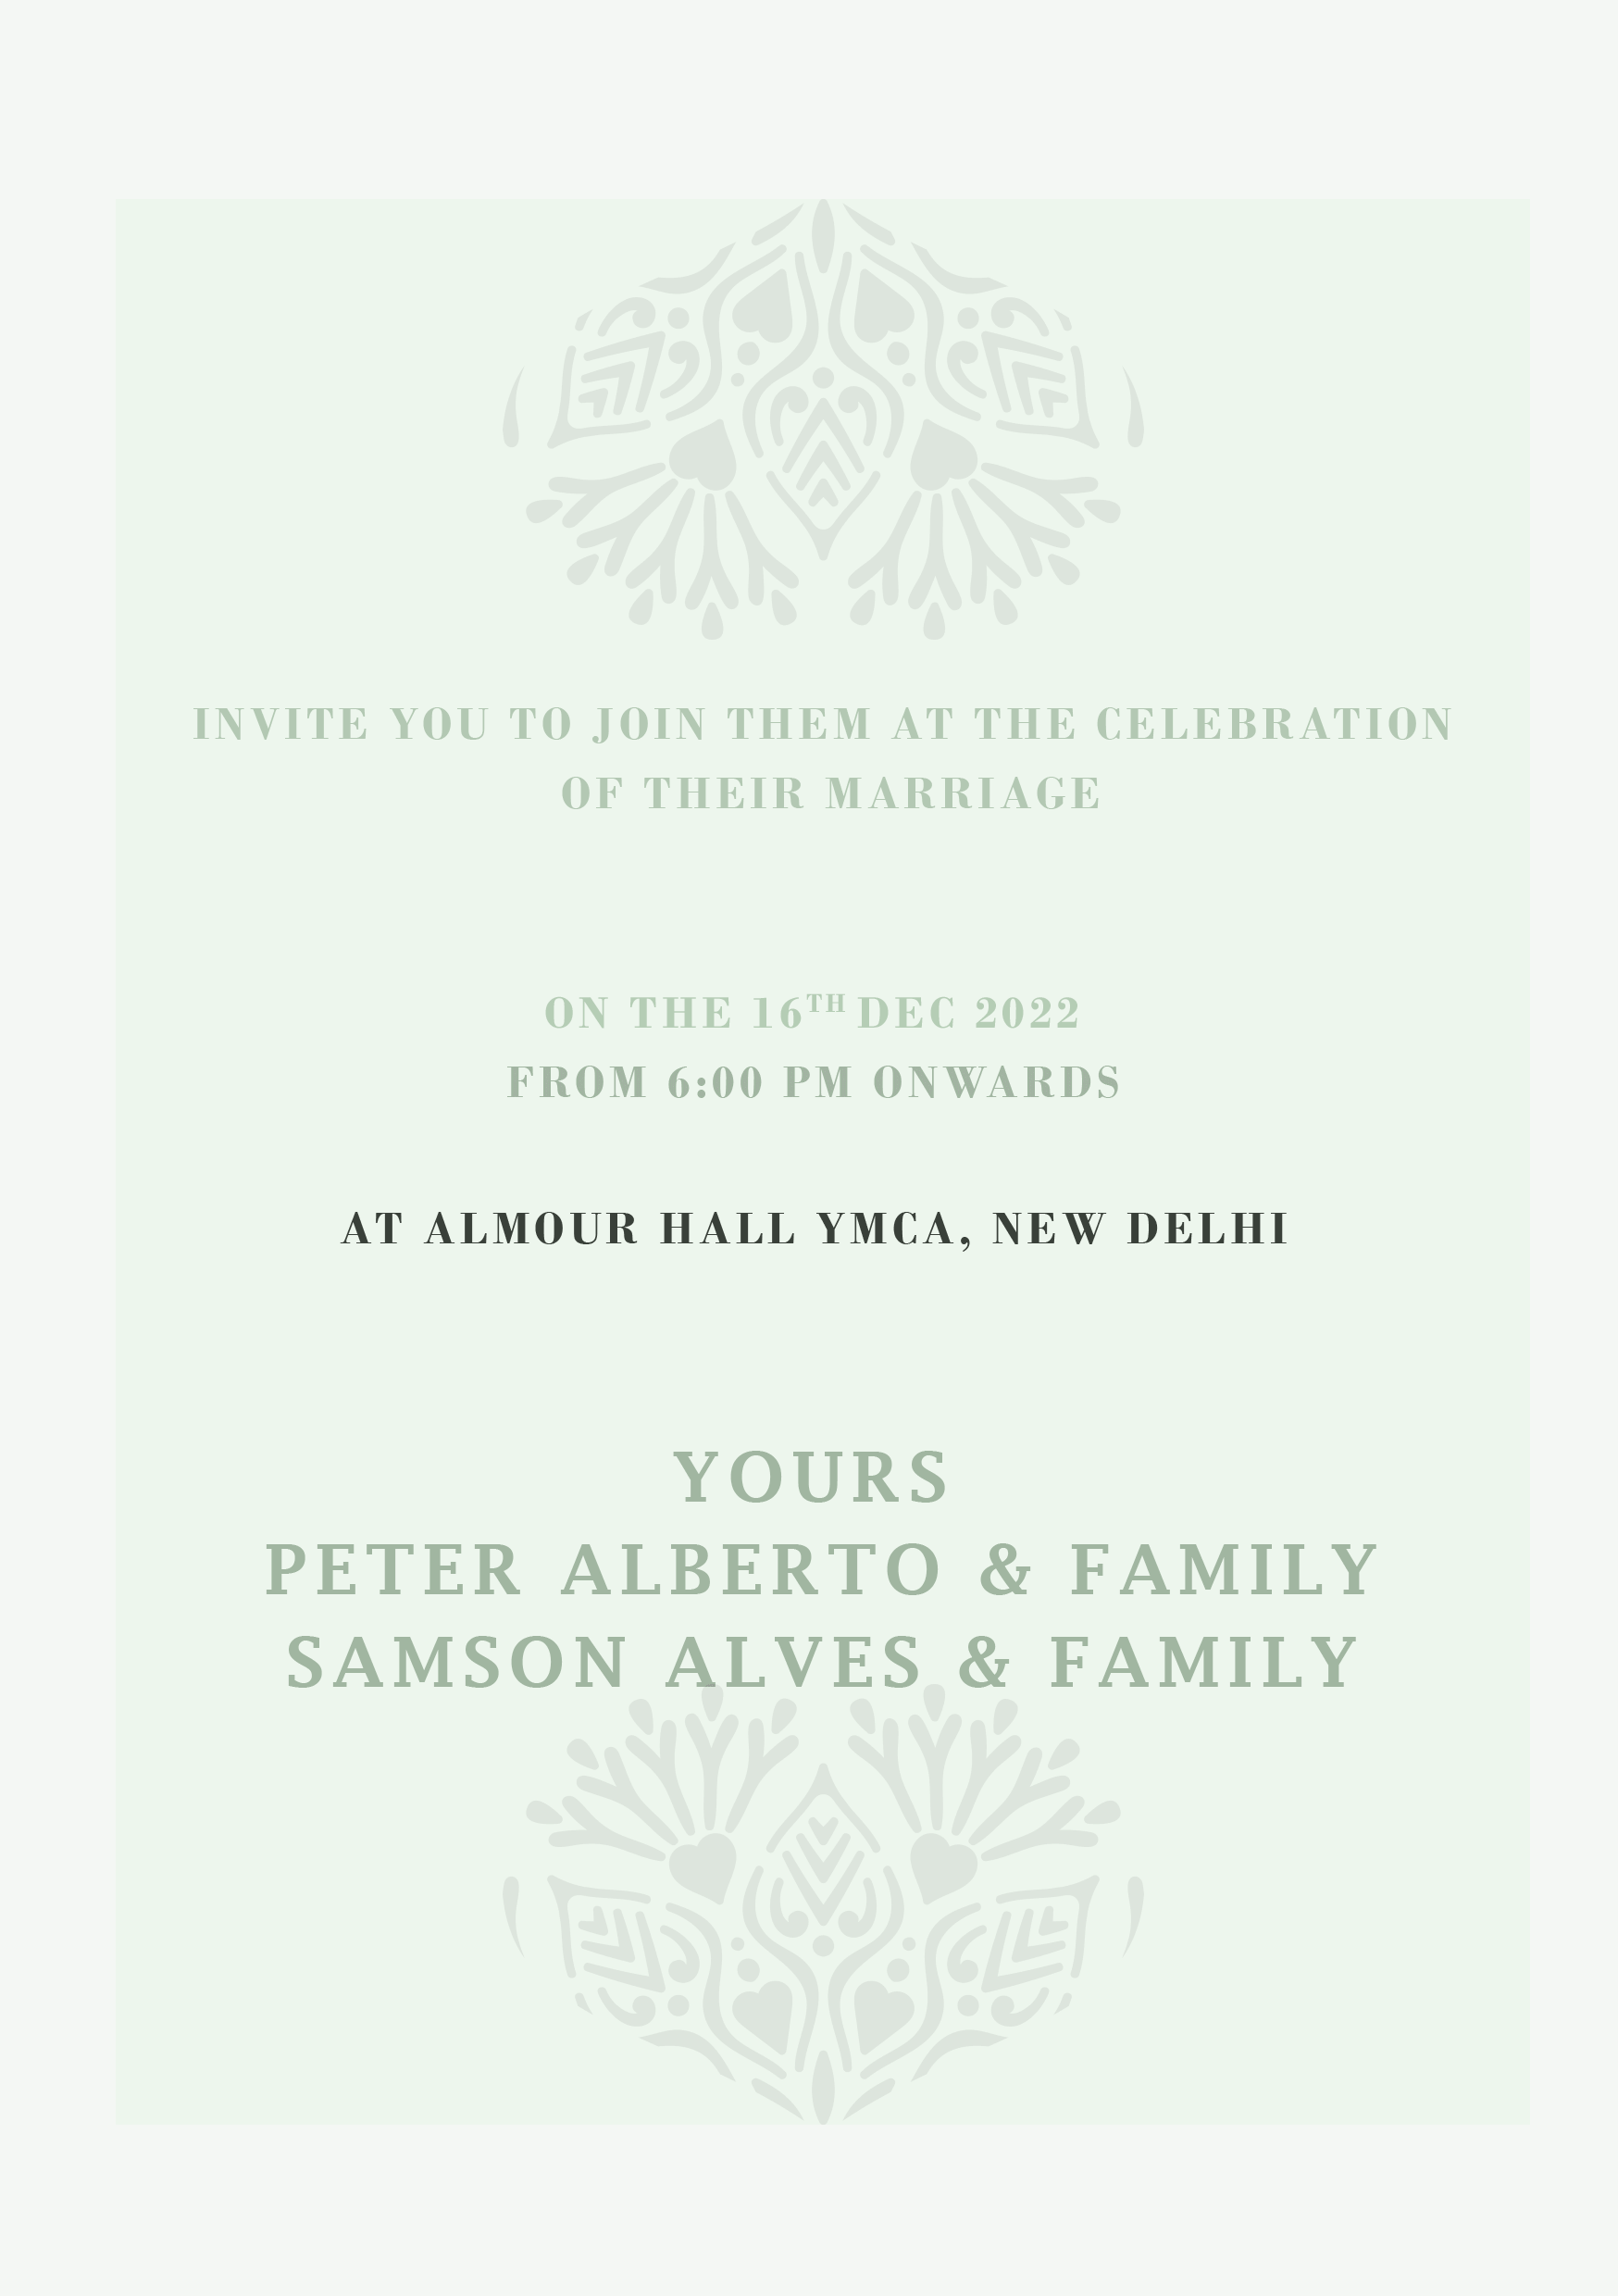 INVITE YOU TO JOIN THEM AT THE CELEBRATION
OF THEIR MARRIAGE
ON THE 16TH DEC 2022
FROM 6:00 PM ONWARDS
AT ALMOUR HALL YMCA, NEW DELHI
YOURS
PETER ALBERTO & FAMILY
SAMSON ALVES & FAMILY